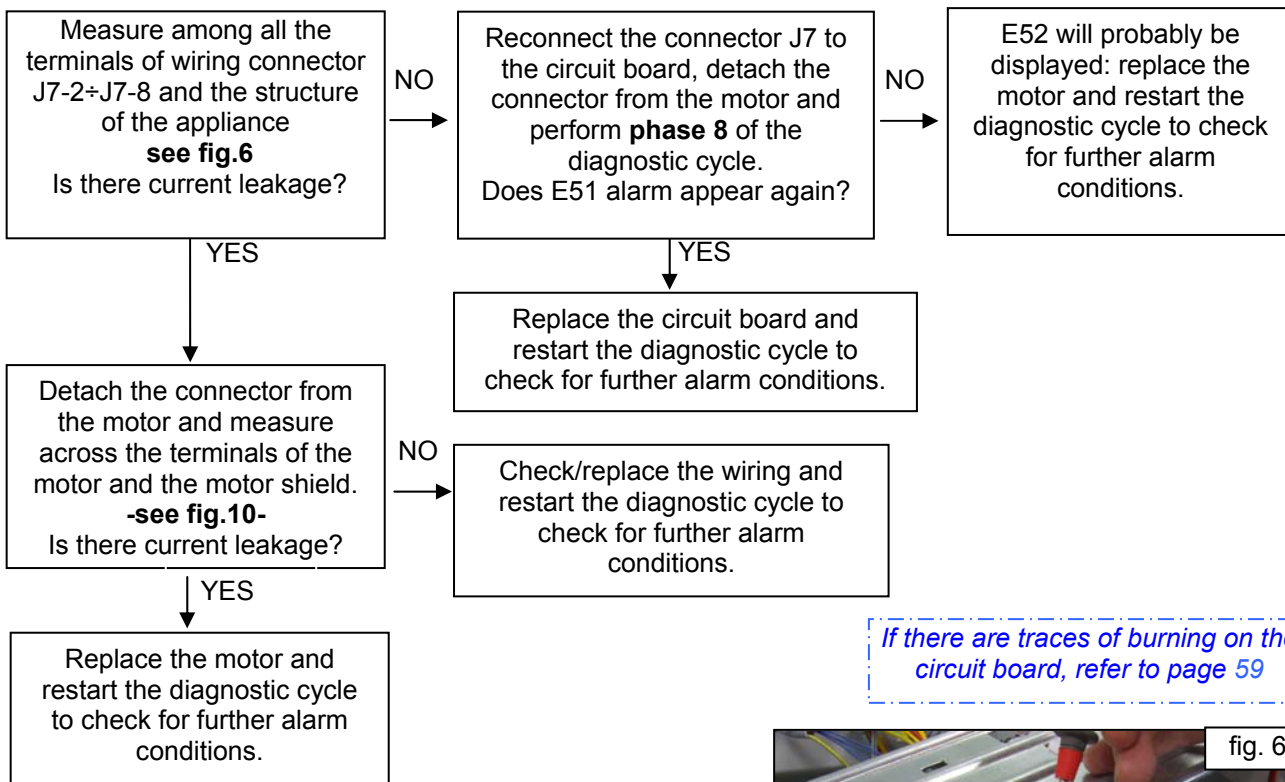 Measure among all the
terminals of wiring connector
J7-2÷J7-8 and the structure
of the appliance
see fig.6
Is there current leakage?
NO
Reconnect the connector J7 to
the circuit board, detach the
connector from the motor and
perform phase 8 of the
diagnostic cycle.
Does E51 alarm appear again?
NO
E52 will probably be
displayed: replace the
motor and restart the
diagnostic cycle to check
for further alarm
conditions.
YES
YES
Replace the circuit board and
restart the diagnostic cycle to
check for further alarm conditions.
Detach the connector from
the motor and measure
across the terminals of the
motor and the motor shield.
-see fig.10-
Is there current leakage?
NO
Check/replace the wiring and
restart the diagnostic cycle to
check for further alarm
conditions.
YES
Replace the motor and
restart the diagnostic cycle
to check for further alarm
conditions.
If there are traces of burning on the
circuit board, refer to page 59
fig. 6